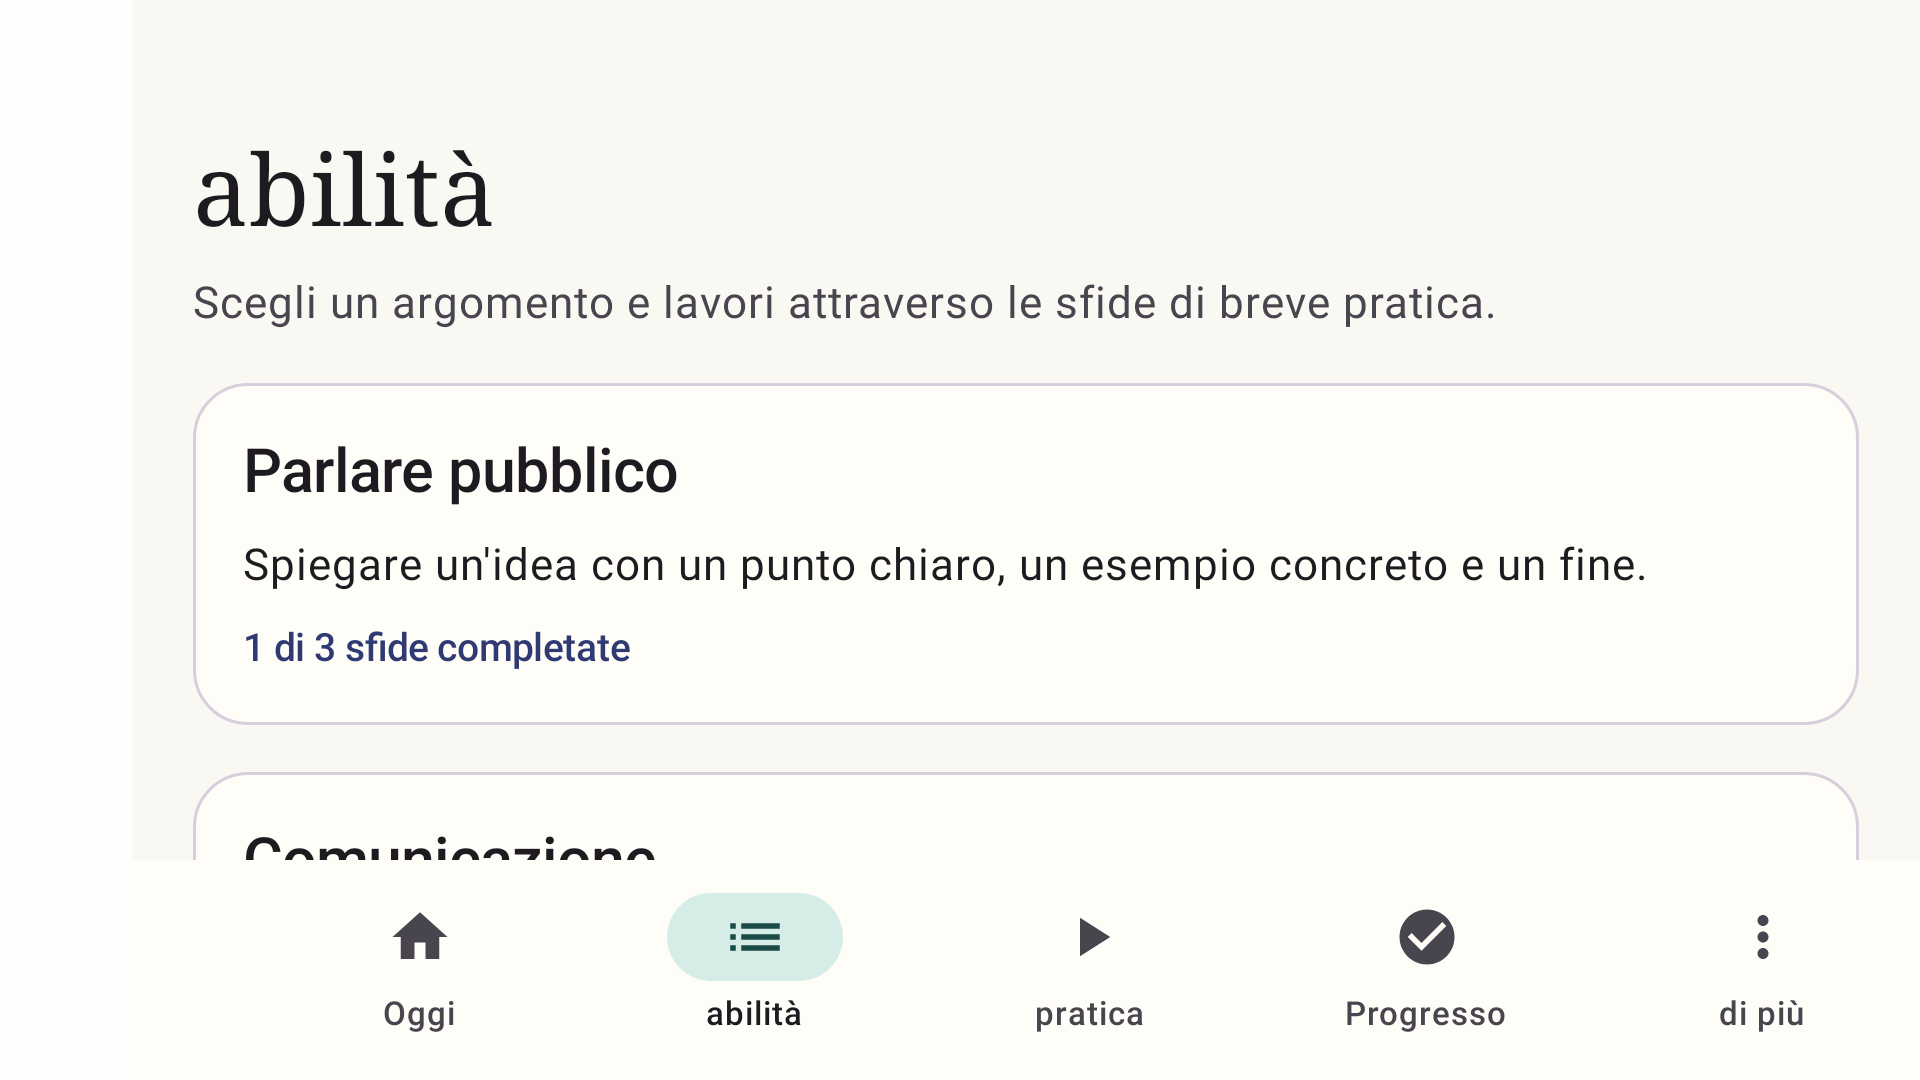 abilità
Scegli un argomento e lavori attraverso le sfide di breve pratica.
Parlare pubblico
Spiegare un'idea con un punto chiaro, un esempio concreto e un fine.
1 di 3 sfide completate
Comunicazione
Oggi
abilità
pratica
Progresso
di più